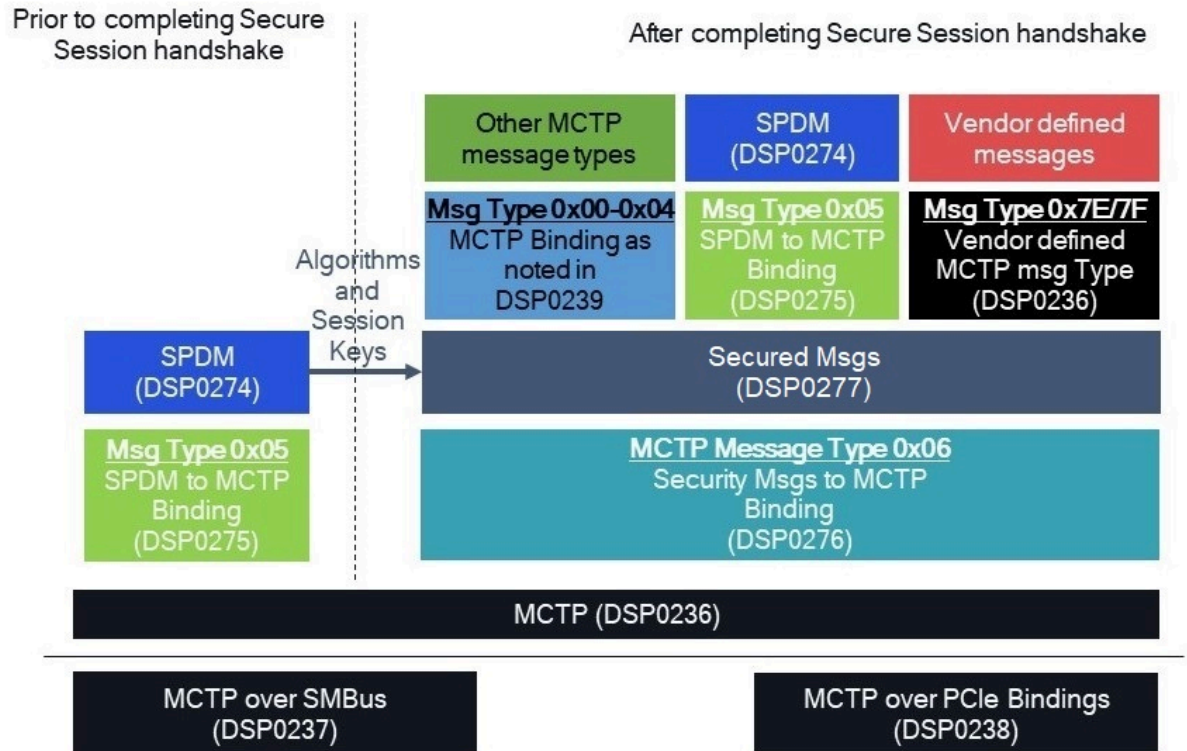 Prior to completing Secure
Session handshake
After completing Secure Session handshake
Other MCTP
message types
SPDM
(DSP0274)
Vendor defined
messages
Msg Type 0x00-0x04
MCTP Binding as
noted in
DSP0239
Msg Type 0x05
SPDM to MCTP
Binding
(DSP0275)
Msg Type 0x7E/7F
Vendor defined
MCTP msg Type
(DSP0236)
Algorithms
and
Session
Keys
SPDM
(DSP0274)
Secured Msgs
(DSP0277)
Msg Type 0x05
SPDM to MCTP
Binding
(DSP0275)
MCTP Message Type 0x06
Security Msgs to MCTP
Binding
(DSP0276)
MCTP (DSP0236)
MCTP over SMBus
(DSP0237)
MCTP over PCIe Bindings
(DSP0238)